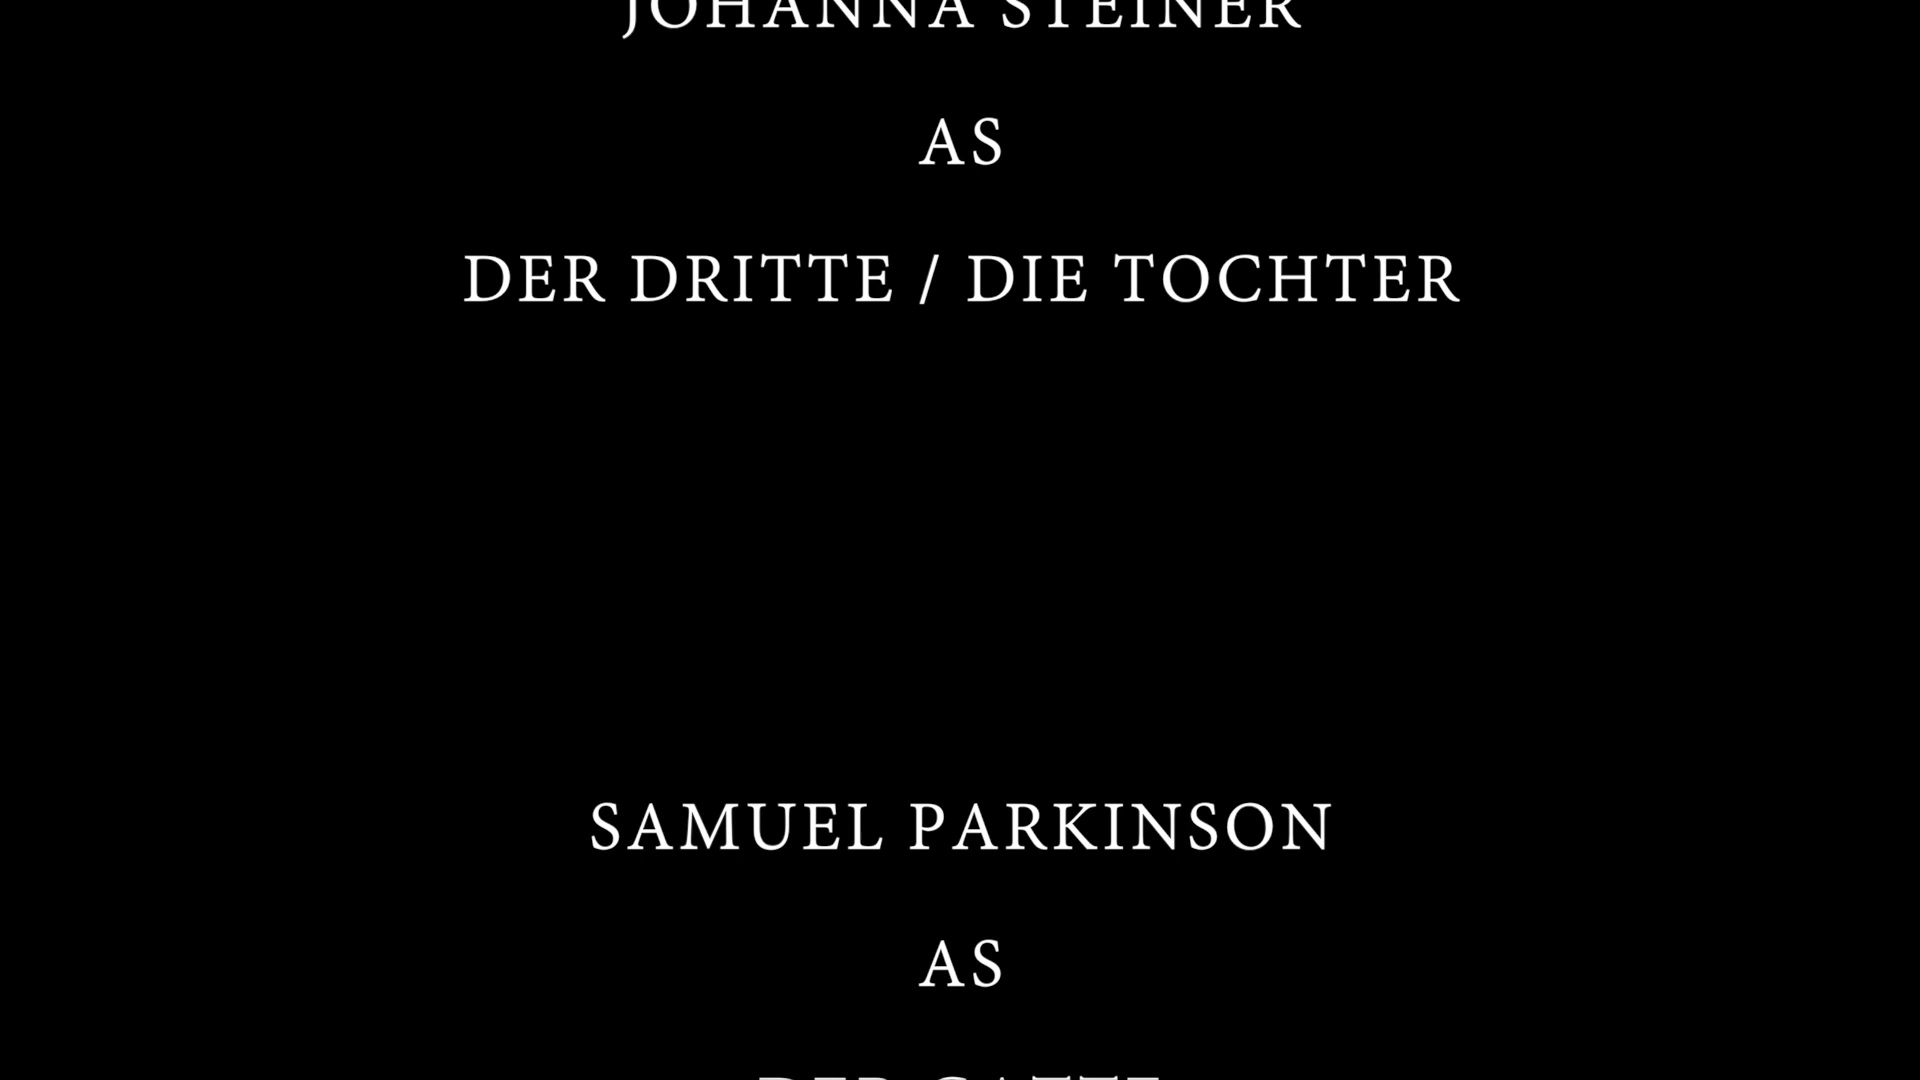 JOHANNA STEINER
AS
DER DRITTE / DIE TOCHTER
SAMUEL PARKINSON
AS